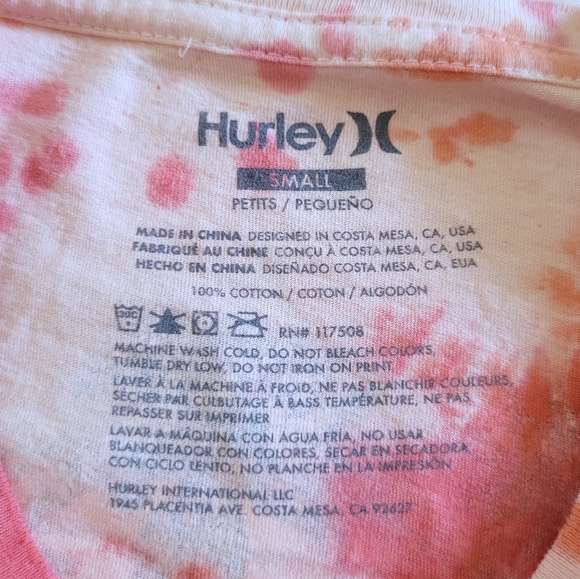 Hurley
SMALL
PETITS / PEQUEÑO
MADE IN CHINA DESIGNED IN COSTA MESA, CA, USA
FABRIQUÉ AU CHINE CONÇU À COSTA MESA, CA, USA
HECHO EN CHINA DISEÑADO COSTA MESA, CA, EUA
100% COTTON / COTON / ALGODÓN
30C RN# 117508
MACHINE WASH COLD, DO NOT BLEACH COLORS,
TUMBLE DRY LOW, DO NOT IRON ON PRINT
LAVER À LA MACHINE À FROID, NE PAS BLANCHIR COULEURS,
SÉCHER PAR CULBUTAGE À BASS TEMPÉRATURE, NE PAS
REPASSER SUR IMPRIMER
LAVAR A MÁQUINA CON AGUA FRÍA, NO USAR
BLANQUEADOR CON COLORES, SECAR EN SECADORA
CON CICLO LENTO, NO PLANCHE EN LA IMPRESIÓN
HURLEY INTERNATIONAL LLC
1945 PLACENTIA AVE. COSTA MESA, CA 92627